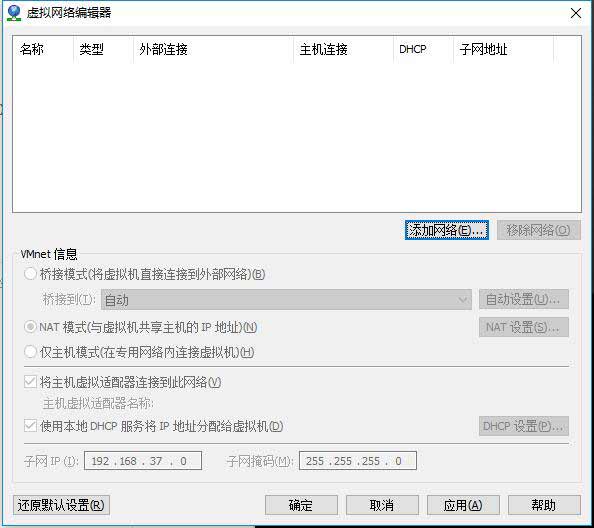 虚拟网络编辑器
名称 类型 外部连接 主机连接 DHCP 子网地址
添加网络(E)... 移除网络(O)
VMnet 信息
桥接模式(将虚拟机直接连接到外部网络)(B)
桥接到(I): 自动 自动设置(U)...
NAT 模式(与虚拟机共享主机的 IP 地址)(N) NAT 设置(S)...
仅主机模式(在专用网络内连接虚拟机)(H)
将主机虚拟适配器连接到此网络(V)
主机虚拟适配器名称:
使用本地 DHCP 服务将 IP 地址分配给虚拟机(D) DHCP 设置(P)...
子网 IP (I): 192 . 168 . 37 . 0 子网掩码(M): 255 . 255 . 255 . 0
还原默认设置(R) 确定 取消 应用(A) 帮助